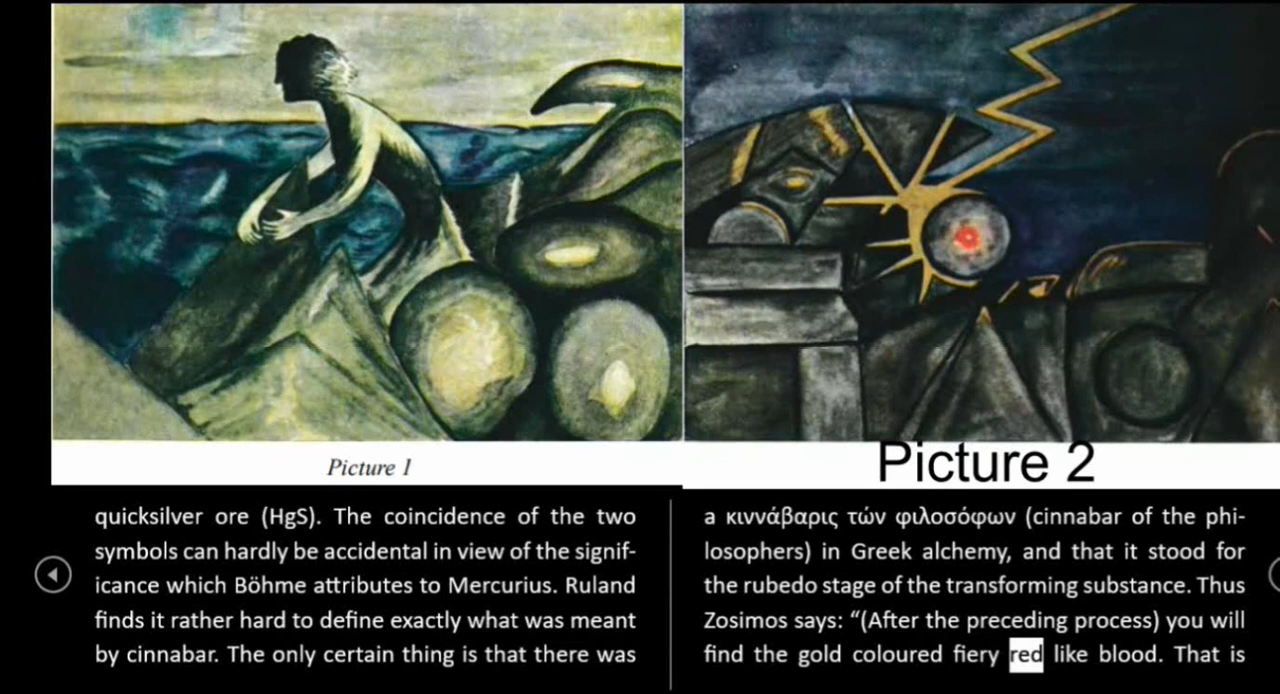 Picture 1
Picture 2
quicksilver ore (HgS). The coincidence of the two
symbols can hardly be accidental in view of the signif-
icance which Böhme attributes to Mercurius. Ruland
finds it rather hard to define exactly what was meant
by cinnabar. The only certain thing is that there was
a κιννάβαρις τών φιλοσόφων (cinnabar of the phi-
losophers) in Greek alchemy, and that it stood for
the rubedo stage of the transforming substance. Thus
Zosimos says: “(After the preceding process) you will
find the gold coloured fiery red like blood. That is